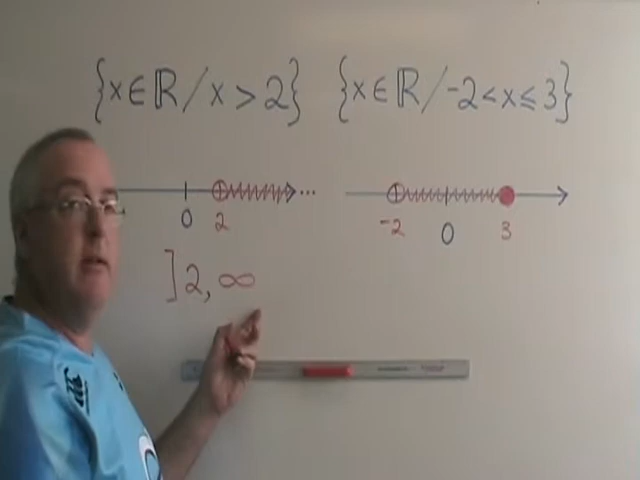 {x∈ℝ/x>2} {x∈ℝ/-2<x≤3}
0 2 ... -2 0 3
]2,∞